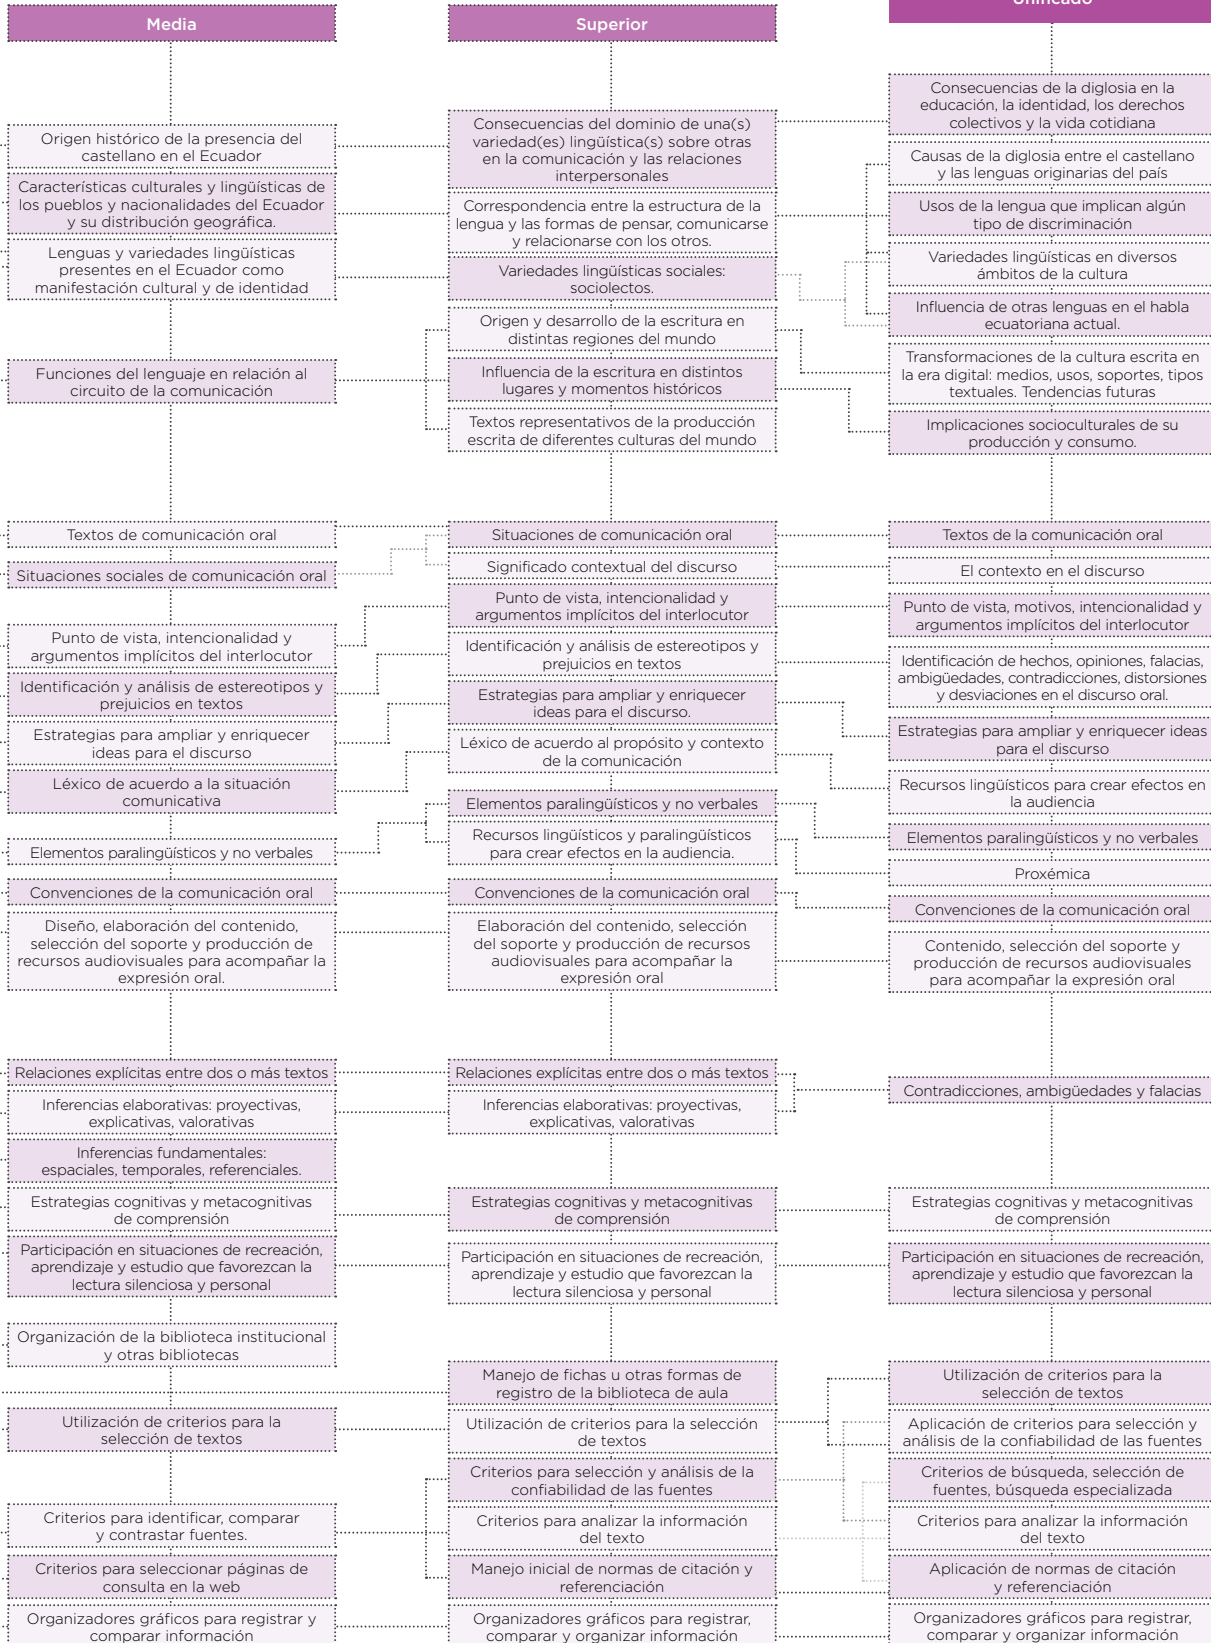 Media
Origen histórico de la presencia del
castellano en el Ecuador
Características culturales y lingüísticas de
los pueblos y nacionalidades del Ecuador
y su distribución geográfica.
Lenguas y variedades lingüísticas
presentes en el Ecuador como
manifestación cultural y de identidad
Funciones del lenguaje en relación al
circuito de la comunicación
Textos de comunicación oral
Situaciones sociales de comunicación oral
Punto de vista, intencionalidad y
argumentos implícitos del interlocutor
Identificación y análisis de estereotipos y
prejuicios en textos
Estrategias para ampliar y enriquecer
ideas para el discurso
Léxico de acuerdo a la situación
comunicativa
Elementos paralingüísticos y no verbales
Convenciones de la comunicación oral
Diseño, elaboración del contenido,
selección del soporte y producción de
recursos audiovisuales para acompañar la
expresión oral.
Relaciones explícitas entre dos o más textos
Inferencias elaborativas: proyectivas,
explicativas, valorativas
Inferencias fundamentales:
espaciales, temporales, referenciales.
Estrategias cognitivas y metacognitivas
de comprensión
Participación en situaciones de recreación,
aprendizaje y estudio que favorezcan la
lectura silenciosa y personal
Organización de la biblioteca institucional
y otras bibliotecas
Utilización de criterios para la
selección de textos
Criterios para identificar, comparar
y contrastar fuentes.
Criterios para seleccionar páginas de
consulta en la web
Organizadores gráficos para registrar y
comparar información
Superior
Consecuencias del dominio de una(s)
variedad(es) lingüística(s) sobre otras
en la comunicación y las relaciones
interpersonales
Correspondencia entre la estructura de la
lengua y las formas de pensar, comunicarse
y relacionarse con los otros.
Variedades lingüísticas sociales:
sociolectos.
Origen y desarrollo de la escritura en
distintas regiones del mundo
Influencia de la escritura en distintos
lugares y momentos históricos
Textos representativos de la producción
escrita de diferentes culturas del mundo
Situaciones de comunicación oral
Significado contextual del discurso
Punto de vista, intencionalidad y
argumentos implícitos del interlocutor
Identificación y análisis de estereotipos y
prejuicios en textos
Estrategias para ampliar y enriquecer
ideas para el discurso.
Léxico de acuerdo al propósito y contexto
de la comunicación
Elementos paralingüísticos y no verbales
Recursos lingüísticos y paralingüísticos
para crear efectos en la audiencia.
Convenciones de la comunicación oral
Elaboración del contenido, selección
del soporte y producción de recursos
audiovisuales para acompañar la
expresión oral
Relaciones explícitas entre dos o más textos
Inferencias elaborativas: proyectivas,
explicativas, valorativas
Estrategias cognitivas y metacognitivas
de comprensión
Participación en situaciones de recreación,
aprendizaje y estudio que favorezcan la
lectura silenciosa y personal
Manejo de fichas u otras formas de
registro de la biblioteca de aula
Utilización de criterios para la selección
de textos
Criterios para selección y análisis de la
confiabilidad de las fuentes
Criterios para analizar la información
del texto
Manejo inicial de normas de citación y
referenciación
Organizadores gráficos para registrar,
comparar y organizar información
Unificado
Consecuencias de la diglosia en la
educación, la identidad, los derechos
colectivos y la vida cotidiana
Causas de la diglosia entre el castellano
y las lenguas originarias del país
Usos de la lengua que implican algún
tipo de discriminación
Variedades lingüísticas en diversos
ámbitos de la cultura
Influencia de otras lenguas en el habla
ecuatoriana actual.
Transformaciones de la cultura escrita en
la era digital: medios, usos, soportes, tipos
textuales. Tendencias futuras
Implicaciones socioculturales de su
producción y consumo.
Textos de la comunicación oral
El contexto en el discurso
Punto de vista, motivos, intencionalidad y
argumentos implícitos del interlocutor
Identificación de hechos, opiniones, falacias,
ambigüedades, contradicciones, distorsiones
y desviaciones en el discurso oral.
Estrategias para ampliar y enriquecer ideas
para el discurso
Recursos lingüísticos para crear efectos en
la audiencia
Elementos paralingüísticos y no verbales
Proxémica
Convenciones de la comunicación oral
Contenido, selección del soporte y
producción de recursos audiovisuales
para acompañar la expresión oral
Contradicciones, ambigüedades y falacias
Estrategias cognitivas y metacognitivas
de comprensión
Participación en situaciones de recreación,
aprendizaje y estudio que favorezcan la
lectura silenciosa y personal
Utilización de criterios para la
selección de textos
Aplicación de criterios para selección y
análisis de la confiabilidad de las fuentes
Criterios de búsqueda, selección de
fuentes, búsqueda especializada
Criterios para analizar la información
del texto
Aplicación de normas de citación
y referenciación
Organizadores gráficos para registrar,
comparar y organizar información